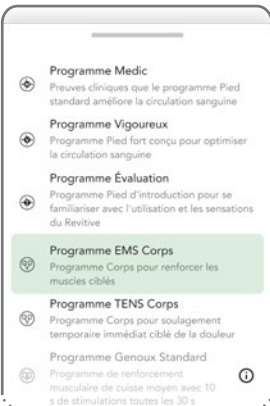 Programme Medic
Preuves cliniques que le programme Pied
standard améliore la circulation sanguine
Programme Vigoureux
Programme Pied fort conçu pour optimiser
la circulation sanguine
Programme Évaluation
Programme Pied d'introduction pour se
familiariser avec l'utilisation et les sensations
du Revitive
Programme EMS Corps
Programme Corps pour renforcer les
muscles ciblés
Programme TENS Corps
Programme Corps pour soulagement
temporaire immédiat ciblé de la douleur
Programme Genoux Standard
Programme de renforcement
musculaire de cuisse moyen avec 10
s de stimulations toutes les 30 s